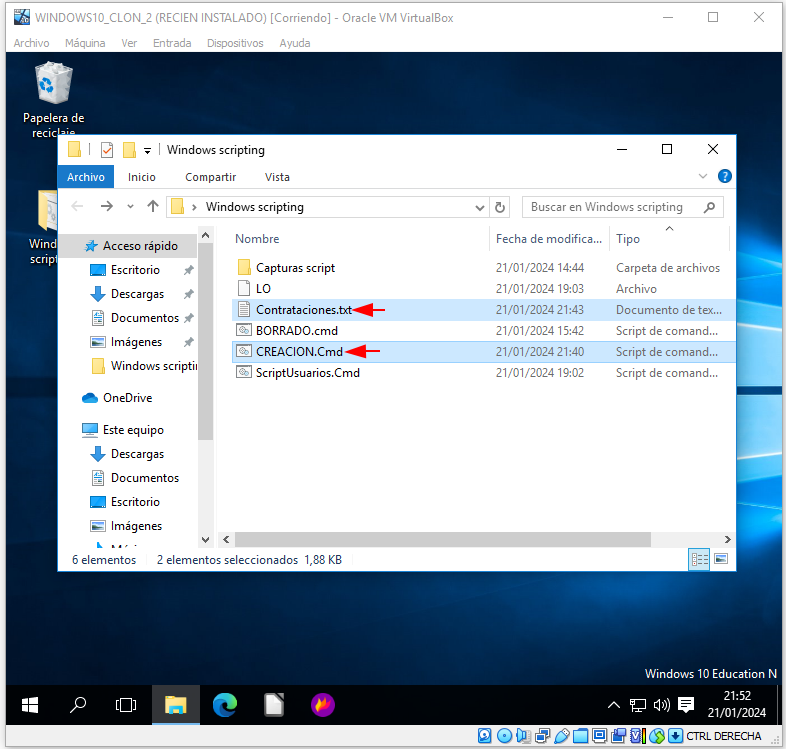 WINDOWS10_CLON_2 (RECIEN INSTALADO) [Corriendo] - Oracle VM VirtualBox
Archivo Máquina Ver Entrada Dispositivos Ayuda
Papelera de
reciclaje
Windows scripting
Archivo Inicio Compartir Vista
Windows scripting Buscar en Windows scripting
Nombre Fecha de modifica... Tipo
Acceso rápido
Escritorio
Descargas
Documentos
Imágenes
Windows scriptin
OneDrive
Este equipo
Descargas
Documentos
Escritorio
Imágenes
Capturas script 21/01/2024 14:44 Carpeta de archivos
LO 21/01/2024 19:03 Archivo
Contrataciones.txt 21/01/2024 21:43 Documento de tex...
BORRADO.cmd 21/01/2024 15:42 Script de comand...
CREACION.Cmd 21/01/2024 21:40 Script de comand...
ScriptUsuarios.Cmd 21/01/2024 19:02 Script de comand...
6 elementos 2 elementos seleccionados 1,88 KB
Windows 10 Education N
21:52
21/01/2024
CTRL DERECHA